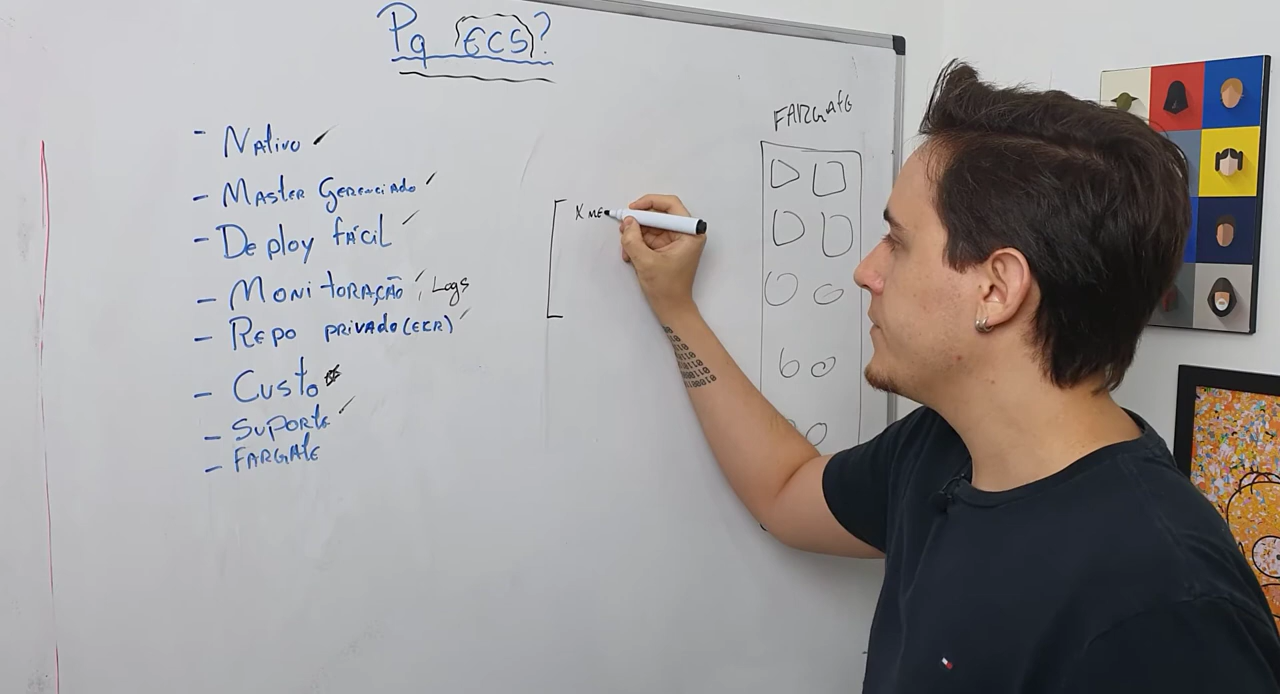 Pq ECS?
- Nativo
- Master Gerenciado
- Deploy fácil
- Monitoração, Logs
- Repo privado (ECR)
- Custo
- Suporte
- FARGATE
X ME
FARGATE